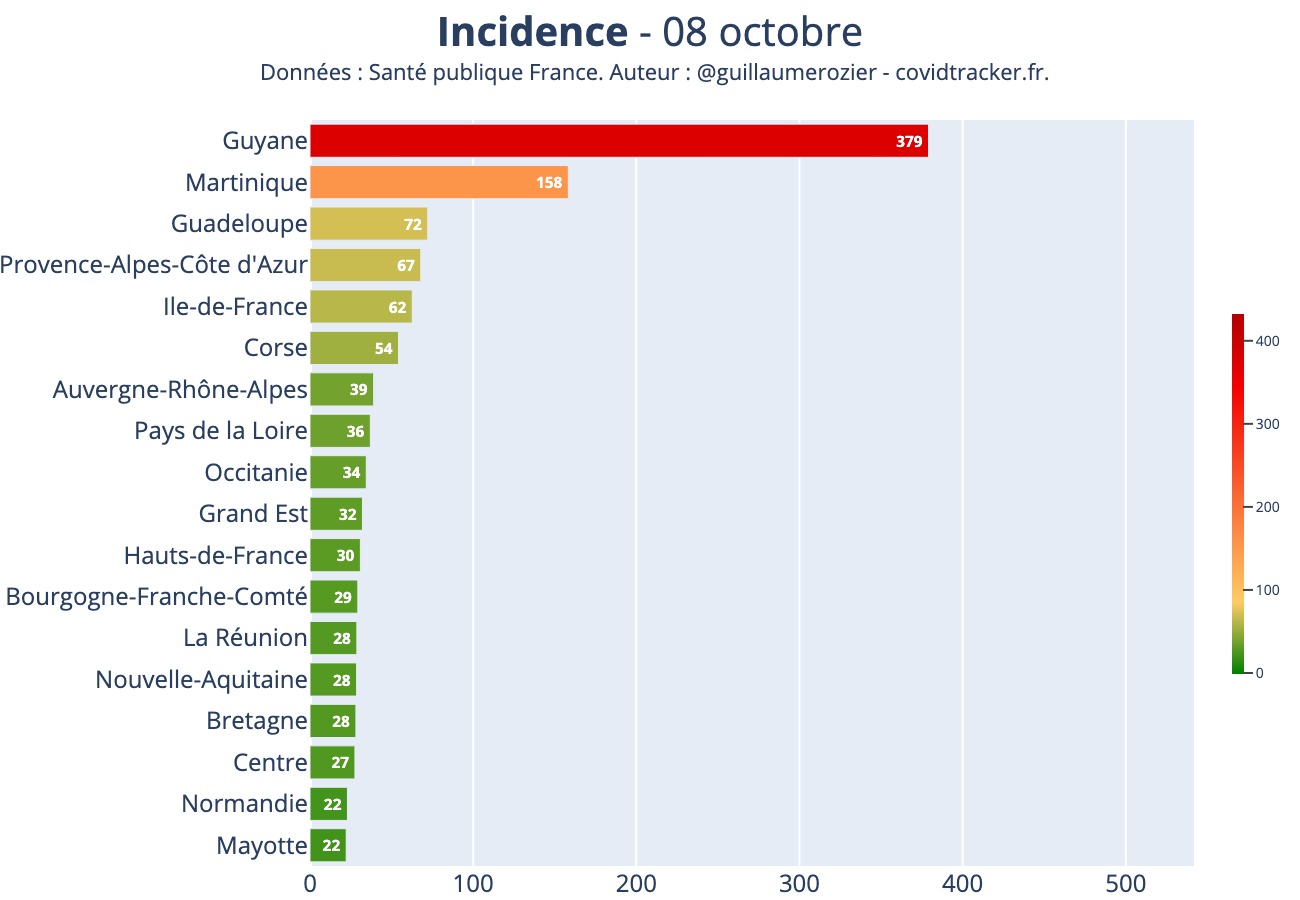 Incidence - 08 octobre
Données : Santé publique France. Auteur : @guillaumerozier - covidtracker.fr.
Guyane 379
Martinique 158
Guadeloupe 72
Provence-Alpes-Côte d'Azur 67
Ile-de-France 62
Corse 54
Auvergne-Rhône-Alpes 39
Pays de la Loire 36
Occitanie 34
Grand Est 32
Hauts-de-France 30
Bourgogne-Franche-Comté 29
La Réunion 28
Nouvelle-Aquitaine 28
Bretagne 28
Centre 27
Normandie 22
Mayotte 22
0 100 200 300 400 500
400
300
200
100
0